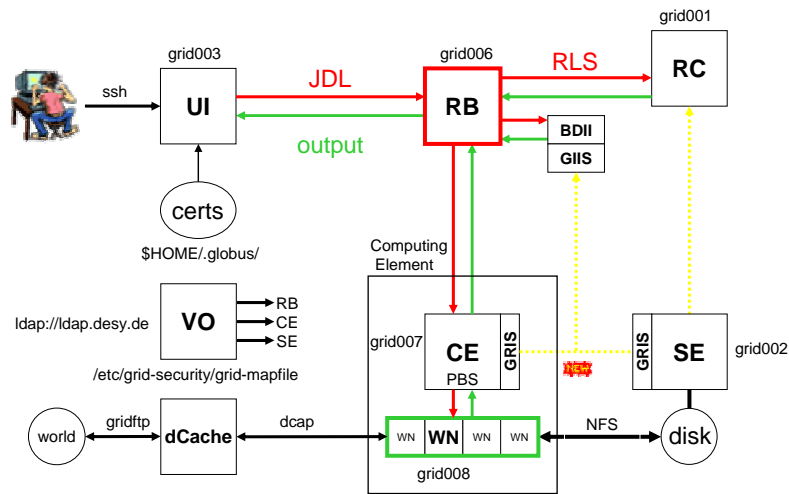 grid001
grid003
grid006
ssh
UI
JDL
RB
RLS
RC
output
BDII
GIIS
certs
$HOME/.globus/
Computing
Element
ldap://ldap.desy.de
VO
RB
CE
SE
/etc/grid-security/grid-mapfile
grid007
CE
PBS
GRIS
NEW
GRIS
SE
grid002
world
gridftp
dCache
dcap
WN
WN
WN
WN
grid008
NFS
disk